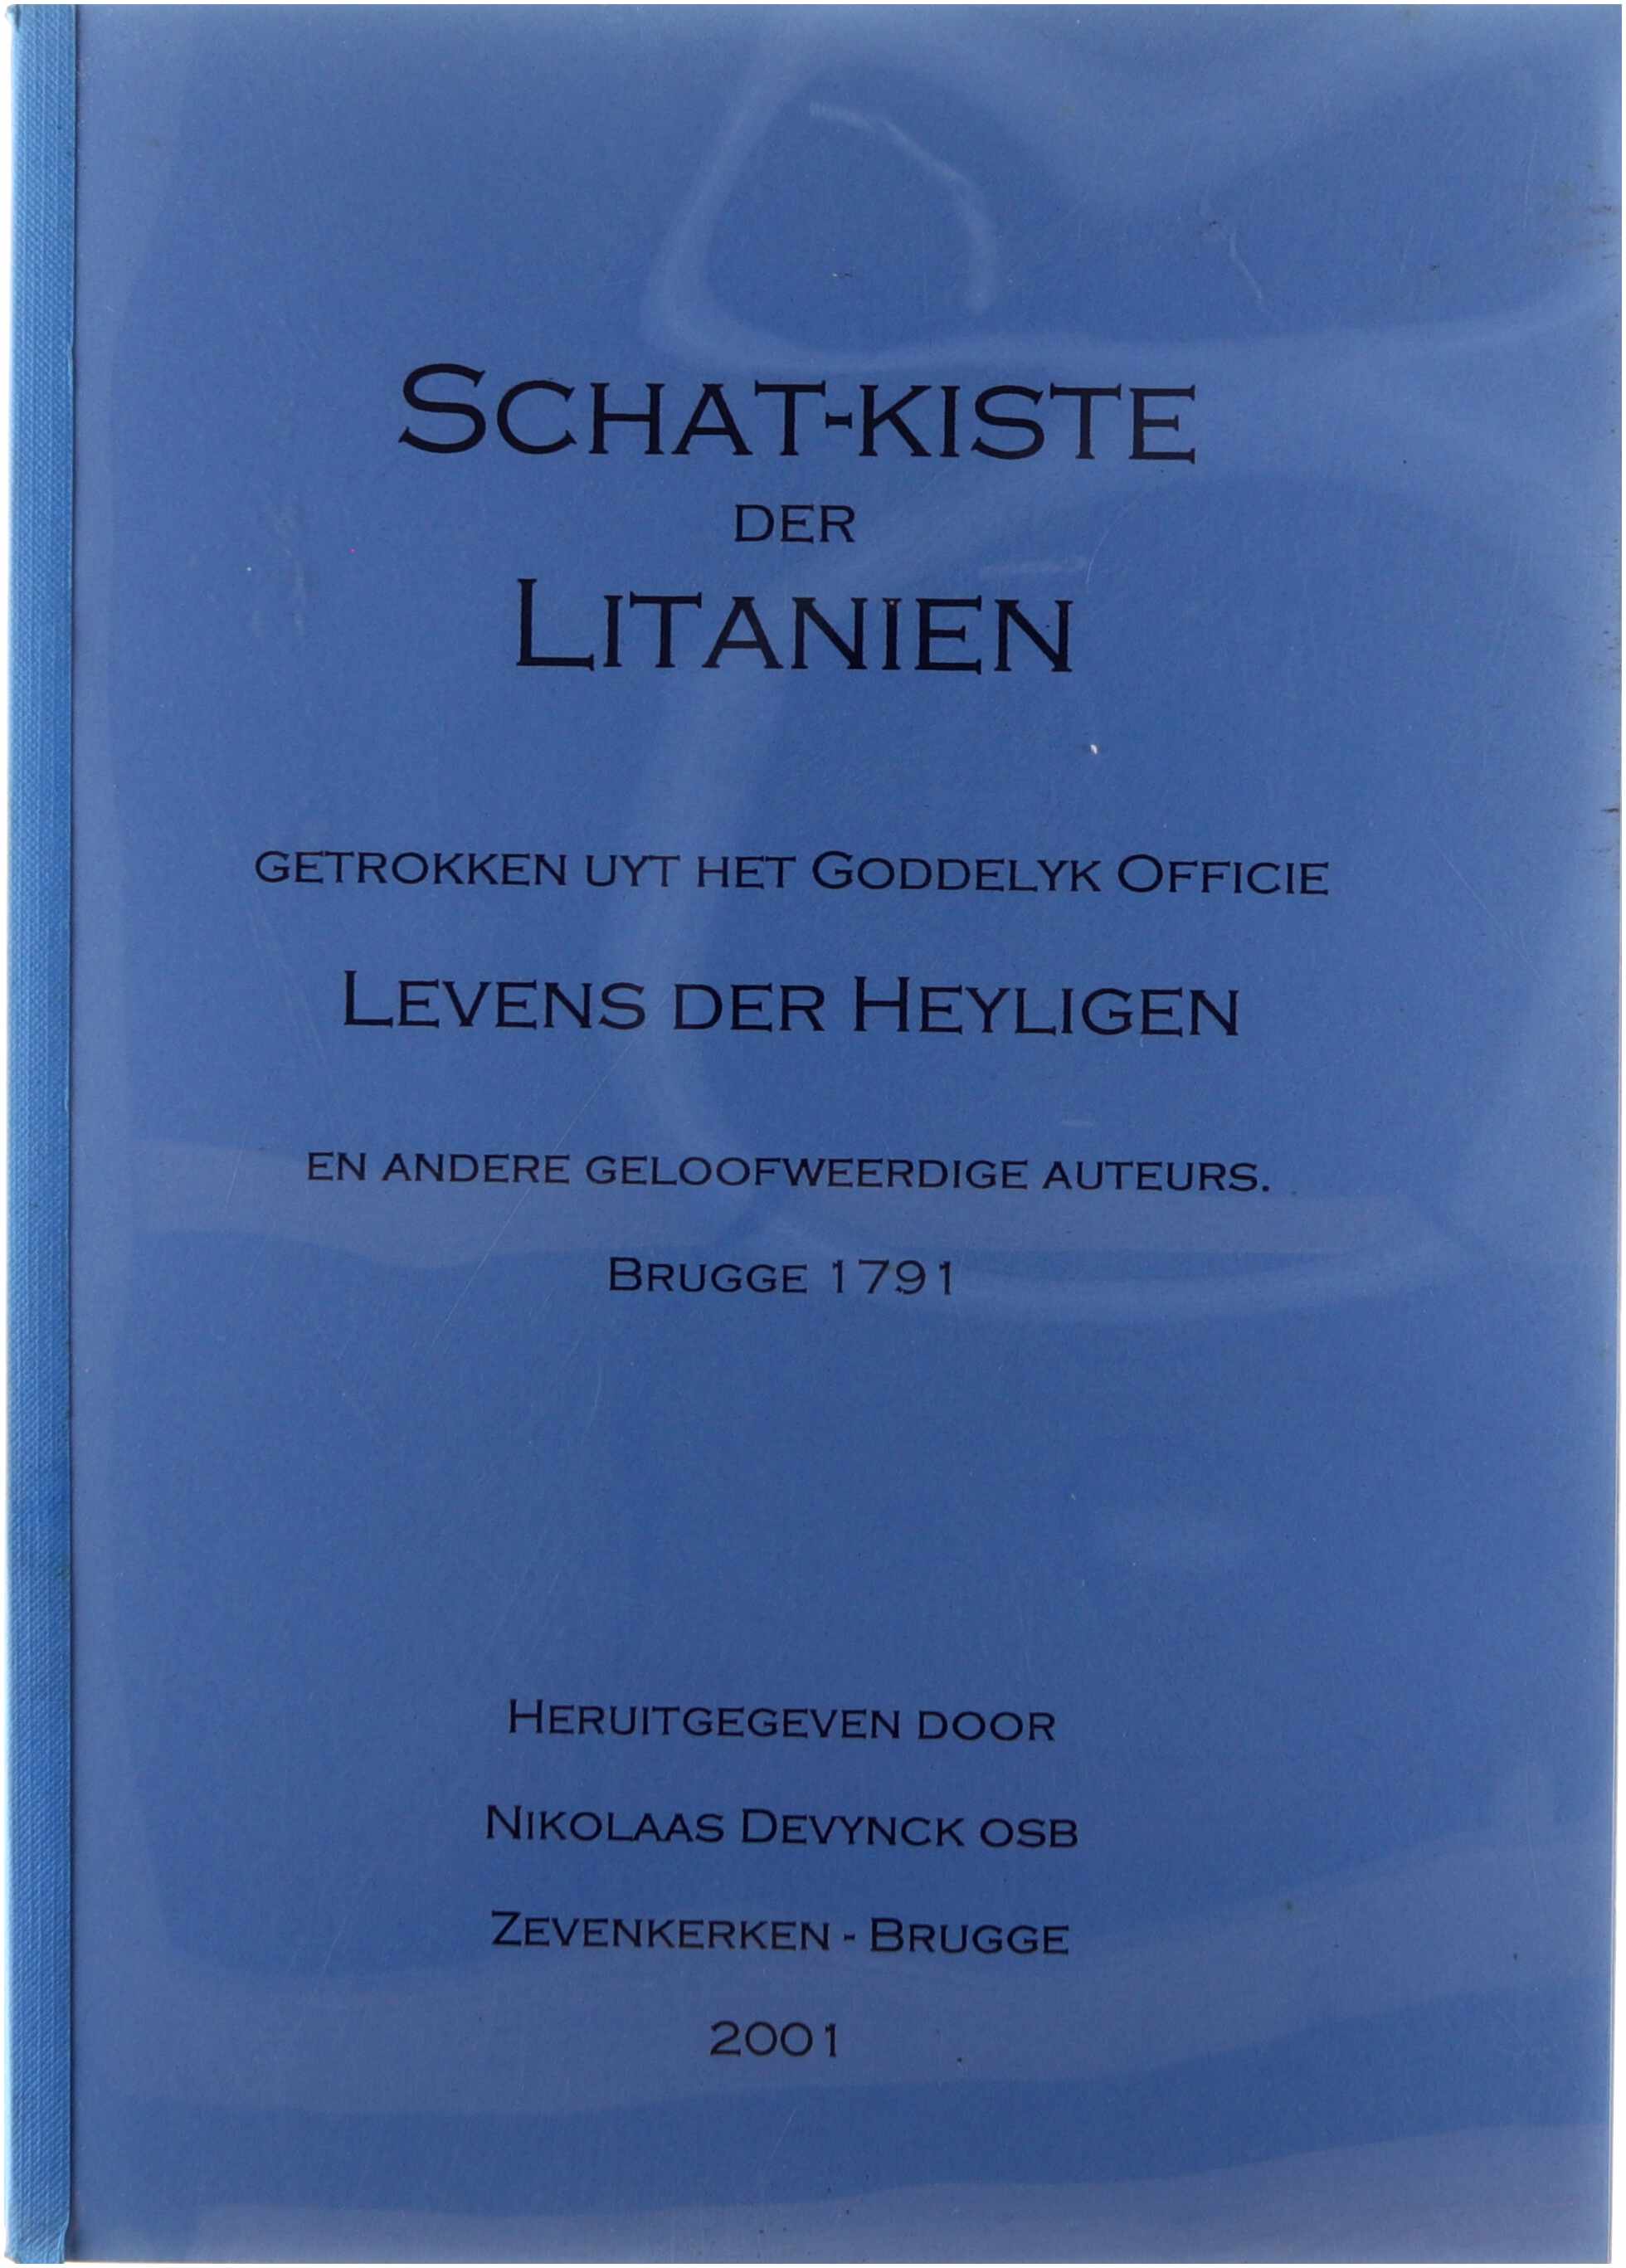 SCHAT-KISTE
DER
LITANIEN
GETROKKEN UYT HET GODDELYK OFFICIE
LEVENS DER HEYLIGEN
EN ANDERE GELOOFWEERDIGE AUTEURS.
BRUGGE 1791
HERUITGEGEVEN DOOR
NIKOLAAS DEVYNCK OSB
ZEVENKERKEN - BRUGGE
2001